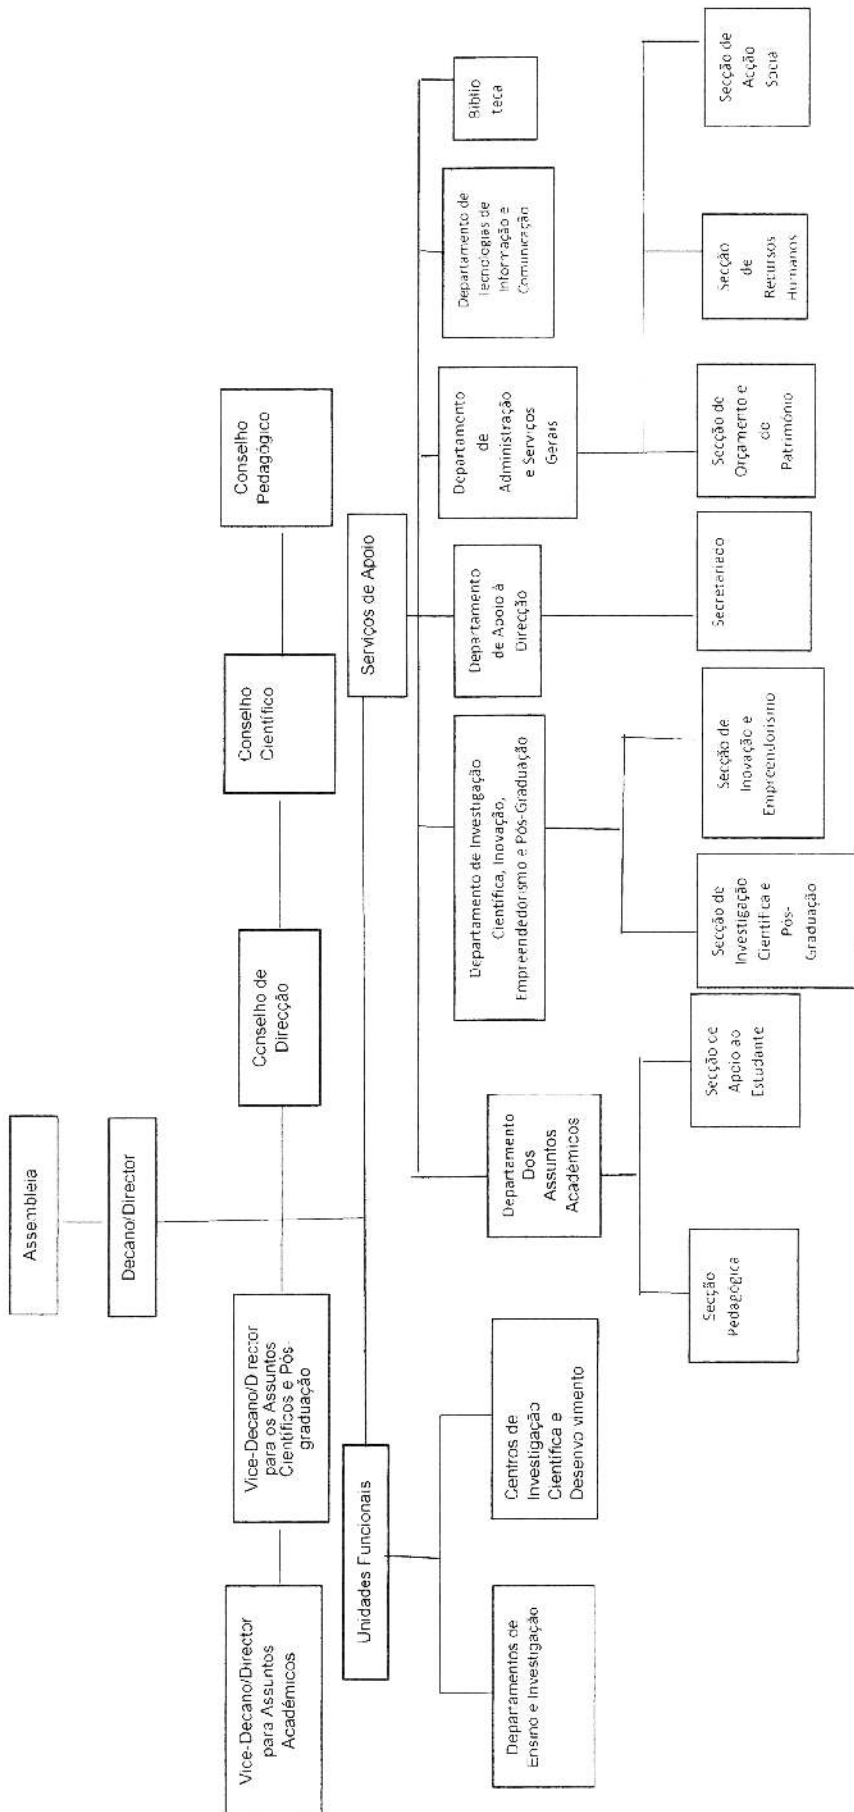 Assembleia
Decano/Director
Vice-Decano/Director
para Assuntos
Académicos
Vice-Decano/Director
para os Assuntos
Científicos e Pós-
graduação
Conselho de
Direcção
Conselho
Científico
Conselho
Pedagógico
Unidades Funcionais
Serviços de Apoio
Departamentos de
Ensino e Investigação
Centros de
Investigação
Científica e
Desenvo vimento
Departamento
Dos
Assuntos
Académicos
Departamento de Investigação
Científica, Inovação,
Empreendedorismo e Pós-Graduação
Departamento
de Apoio à
Direcção
Departamento
de
Administração
e Serviços
Gerais
Departamento de
Tecnologias de
Informação e
Comunicação
Biblio
teca
Secção
Pedagógica
Secção de
Apoio ao
Estudante
Secção de
Investigação
Científica e
Pós-
Graduação
Secção de
Inovação e
Empreendorismo
Secretariado
Secção de
Orçamento e
do
Património
Secção
de
Recursos
Humanos
Secção de
Acção
Socia